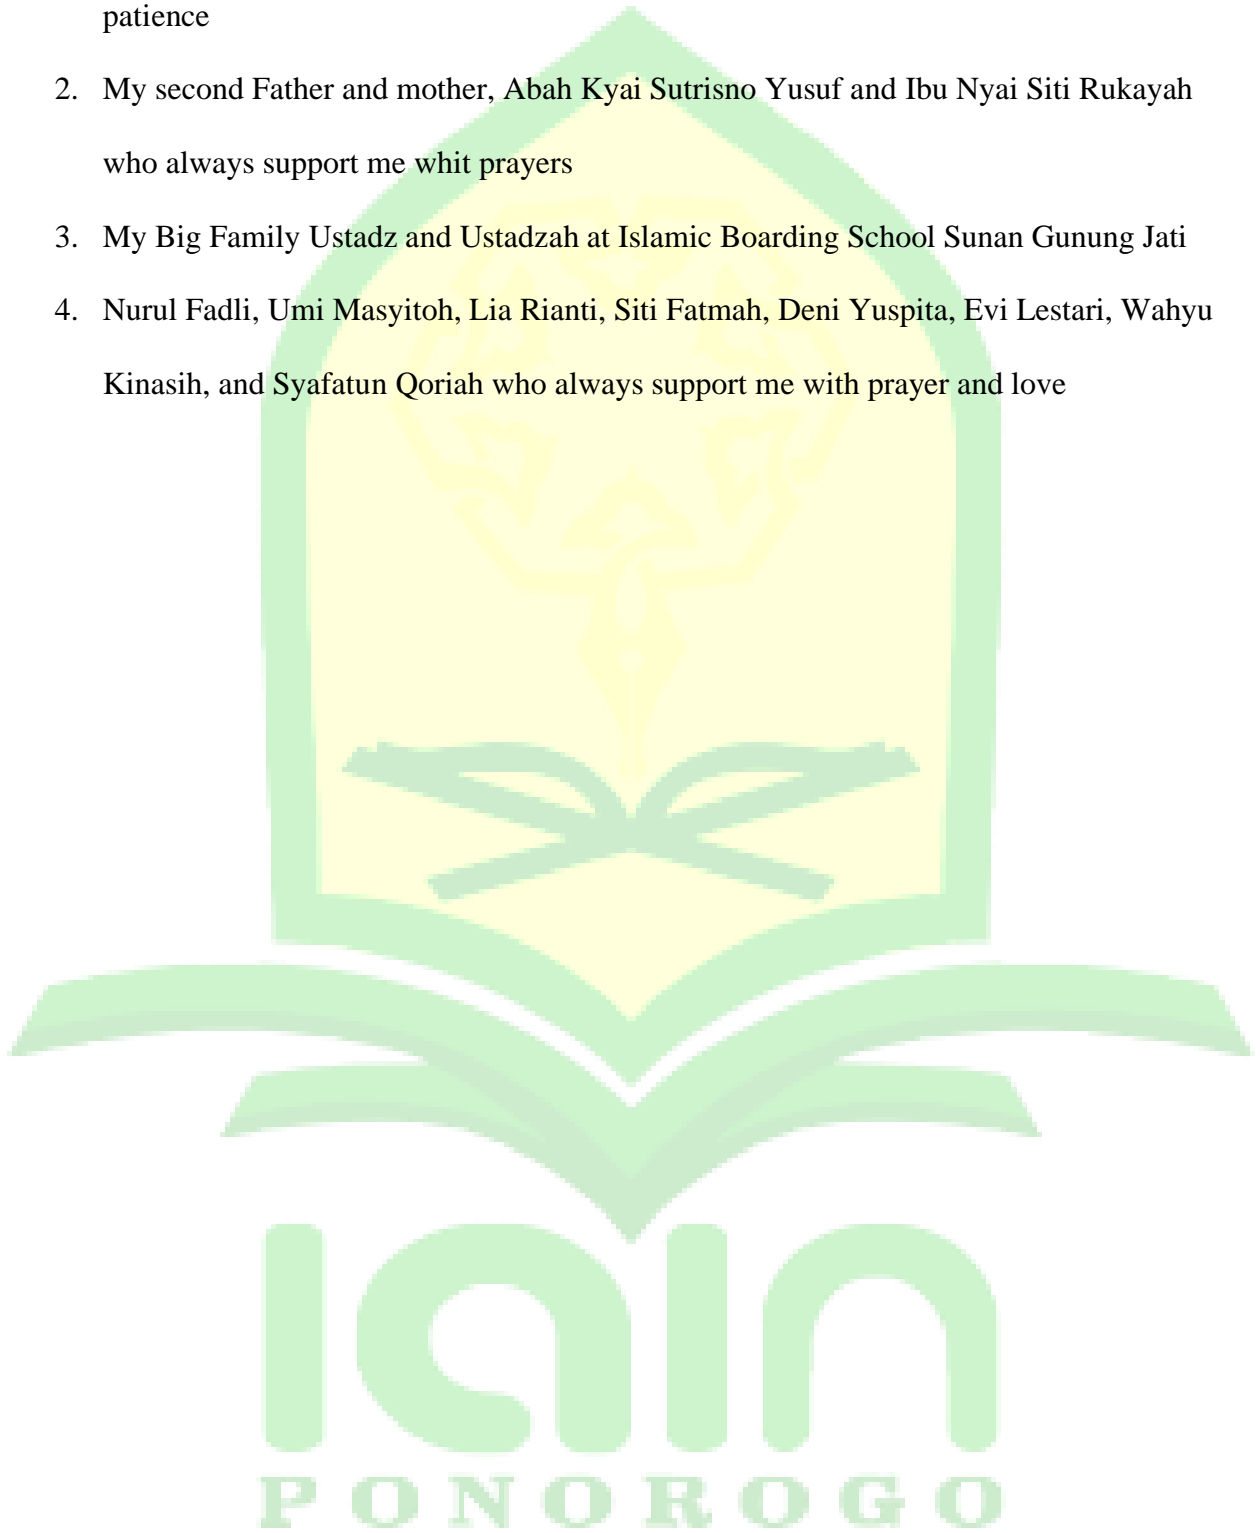 patience
2. My second Father and mother, Abah Kyai Sutrisno Yusuf and Ibu Nyai Siti Rukayah
who always support me whit prayers
3. My Big Family Ustadz and Ustadzah at Islamic Boarding School Sunan Gunung Jati
4. Nurul Fadli, Umi Masyitoh, Lia Rianti, Siti Fatmah, Deni Yuspita, Evi Lestari, Wahyu
Kinasih, and Syafatun Qoriah who always support me with prayer and love
iain
PONOROGO